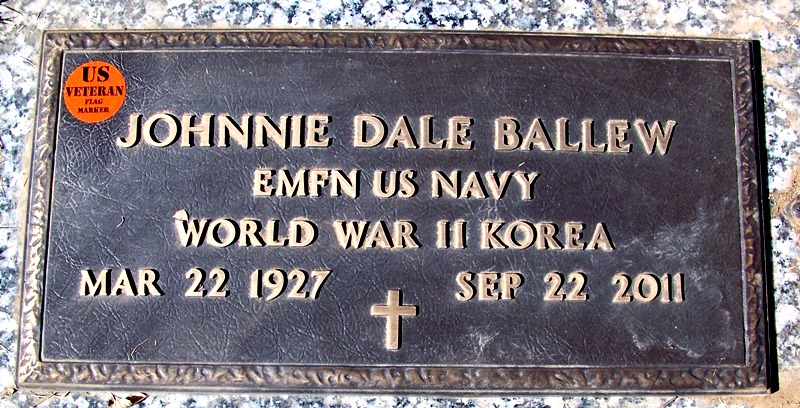 US
VETERAN
FLAG
MARKER
JOHNNIE DALE BALLEW
EMFN US NAVY
WORLD WAR II KOREA
MAR 22 1927 SEP 22 2011